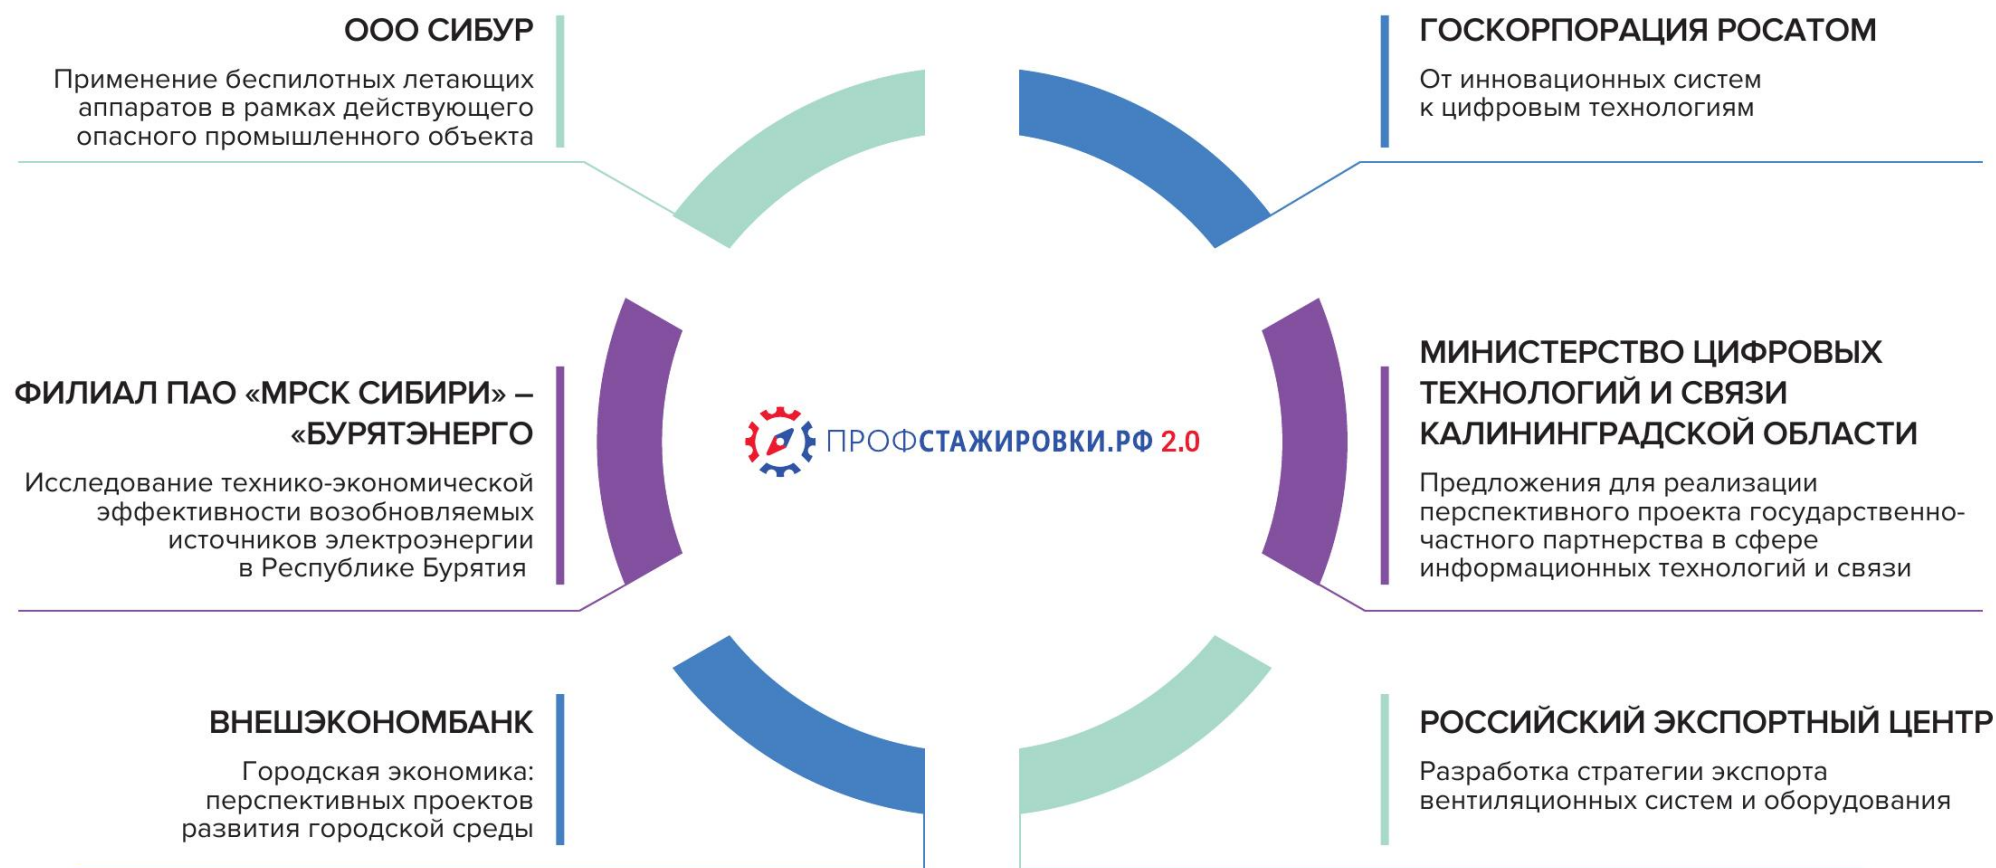 ООО СИБУР
Применение беспилотных летающих
аппаратов в рамках действующего
опасного промышленного объекта
ГОСКОРПОРАЦИЯ РОСАТОМ
От инновационных систем
к цифровым технологиям
ФИЛИАЛ ПАО «МРСК СИБИРИ» –
«БУРЯТЭНЕРГО
Исследование технико-экономической
эффективности возобновляемых
источников электроэнергии
в Республике Бурятия
ПРОФСТАЖИРОВКИ.РФ 2.0
МИНИСТЕРСТВО ЦИФРОВЫХ
ТЕХНОЛОГИЙ И СВЯЗИ
КАЛИНИНГРАДСКОЙ ОБЛАСТИ
Предложения для реализации
перспективного проекта государственно-
частного партнерства в сфере
информационных технологий и связи
ВНЕШЭКОНОМБАНК
Городская экономика:
перспективных проектов
развития городской среды
РОССИЙСКИЙ ЭКСПОРТНЫЙ ЦЕНТР
Разработка стратегии экспорта
вентиляционных систем и оборудования